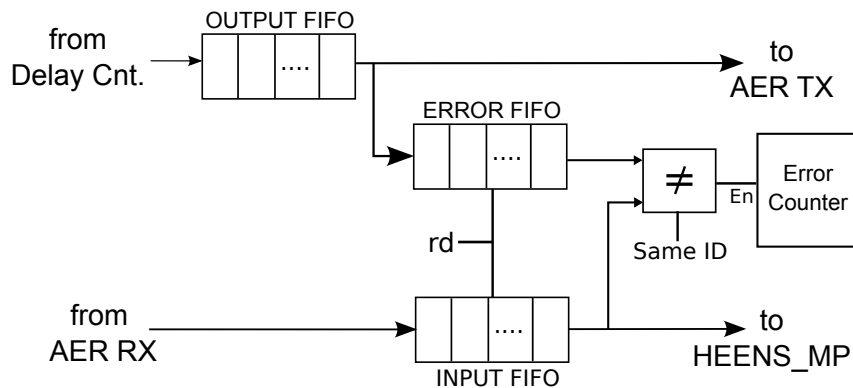 OUTPUT FIFO
from
Delay Cnt.
....
to
AER TX
ERROR FIFO
....
≠
En
Error
Counter
Same ID
rd
from
AER RX
....
INPUT FIFO
to
HEENS_MP